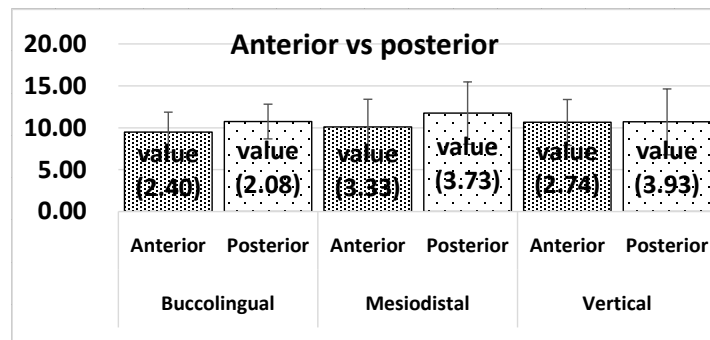 Anterior vs posterior
20.00
15.00
10.00
5.00
0.00
value (2.40)
value (2.08)
value (3.33)
value (3.73)
value (2.74)
value (3.93)
Anterior Posterior Anterior Posterior Anterior Posterior
Buccolingual Mesiodistal Vertical